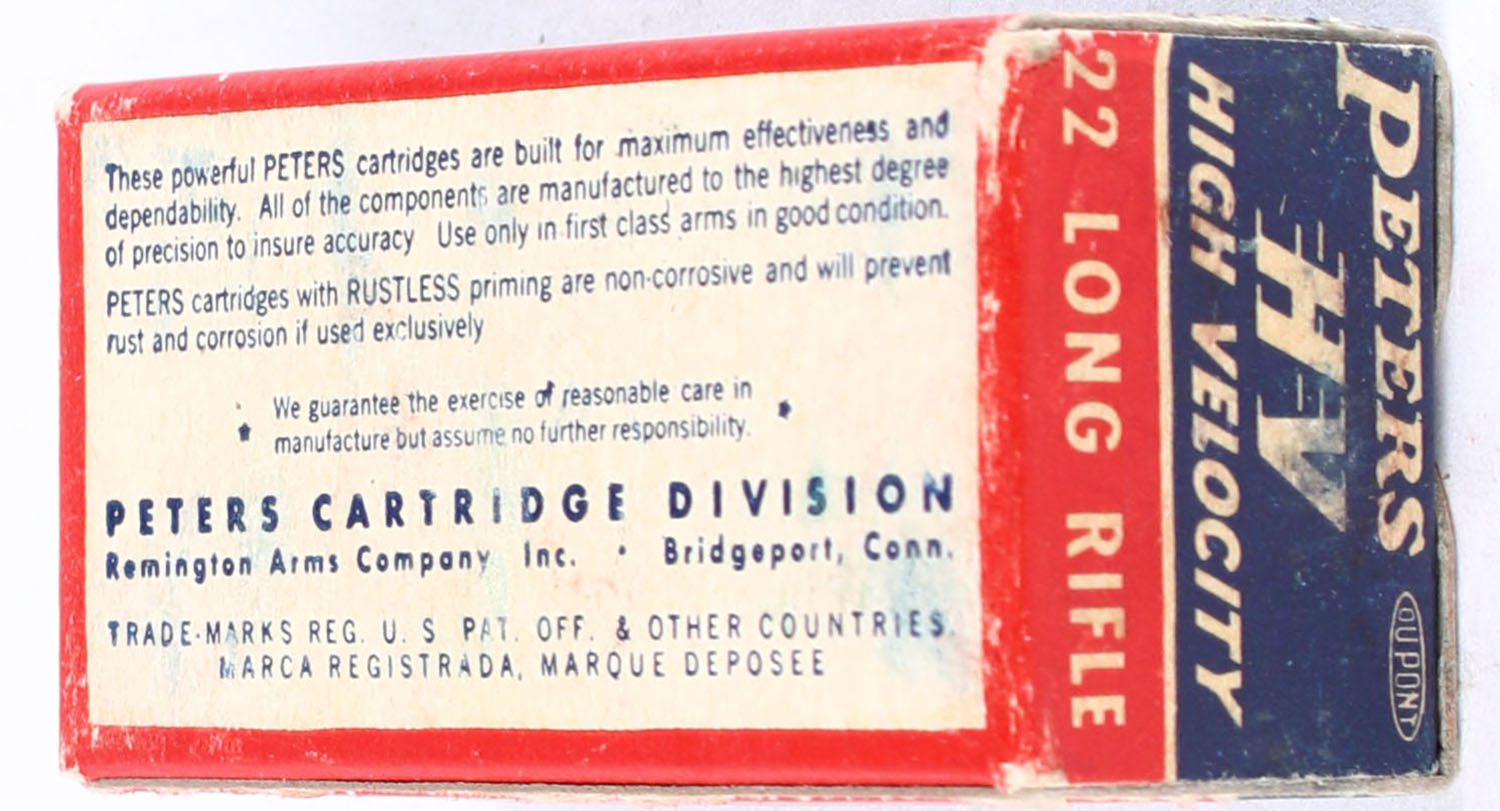 These powerful PETERS cartridges are built for maximum effectiveness and
dependability. All of the components are manufactured to the highest degree
of precision to insure accuracy Use only in first class arms in good condition.
PETERS cartridges with RUSTLESS priming are non-corrosive and will prevent
rust and corrosion if used exclusively
We guarantee the exercise of reasonable care in
manufacture but assume no further responsibility.
PETERS CARTRIDGE DIVISION
Remington Arms Company Inc. • Bridgeport, Conn.
TRADE-MARKS REG. U. S PAT. OFF. & OTHER COUNTRIES.
MARCA REGISTRADA, MARQUE DEPOSEE
PETERS
DUPONT
HV
HIGH VELOCITY
22 LONG RIFLE